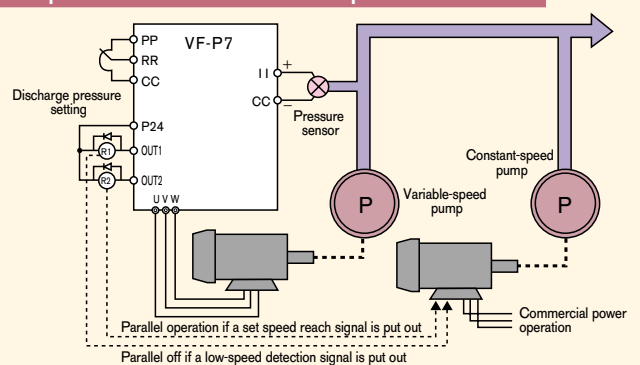 PP
RR
CC
VF-P7
II
+
CC
−
Discharge pressure
setting
Pressure
sensor
P24
R1
OUT1
R2
OUT2
U V W
Constant-speed
pump
P
Variable-speed
pump
P
Commercial power
operation
Parallel operation if a set speed reach signal is put out
Parallel off if a low-speed detection signal is put out